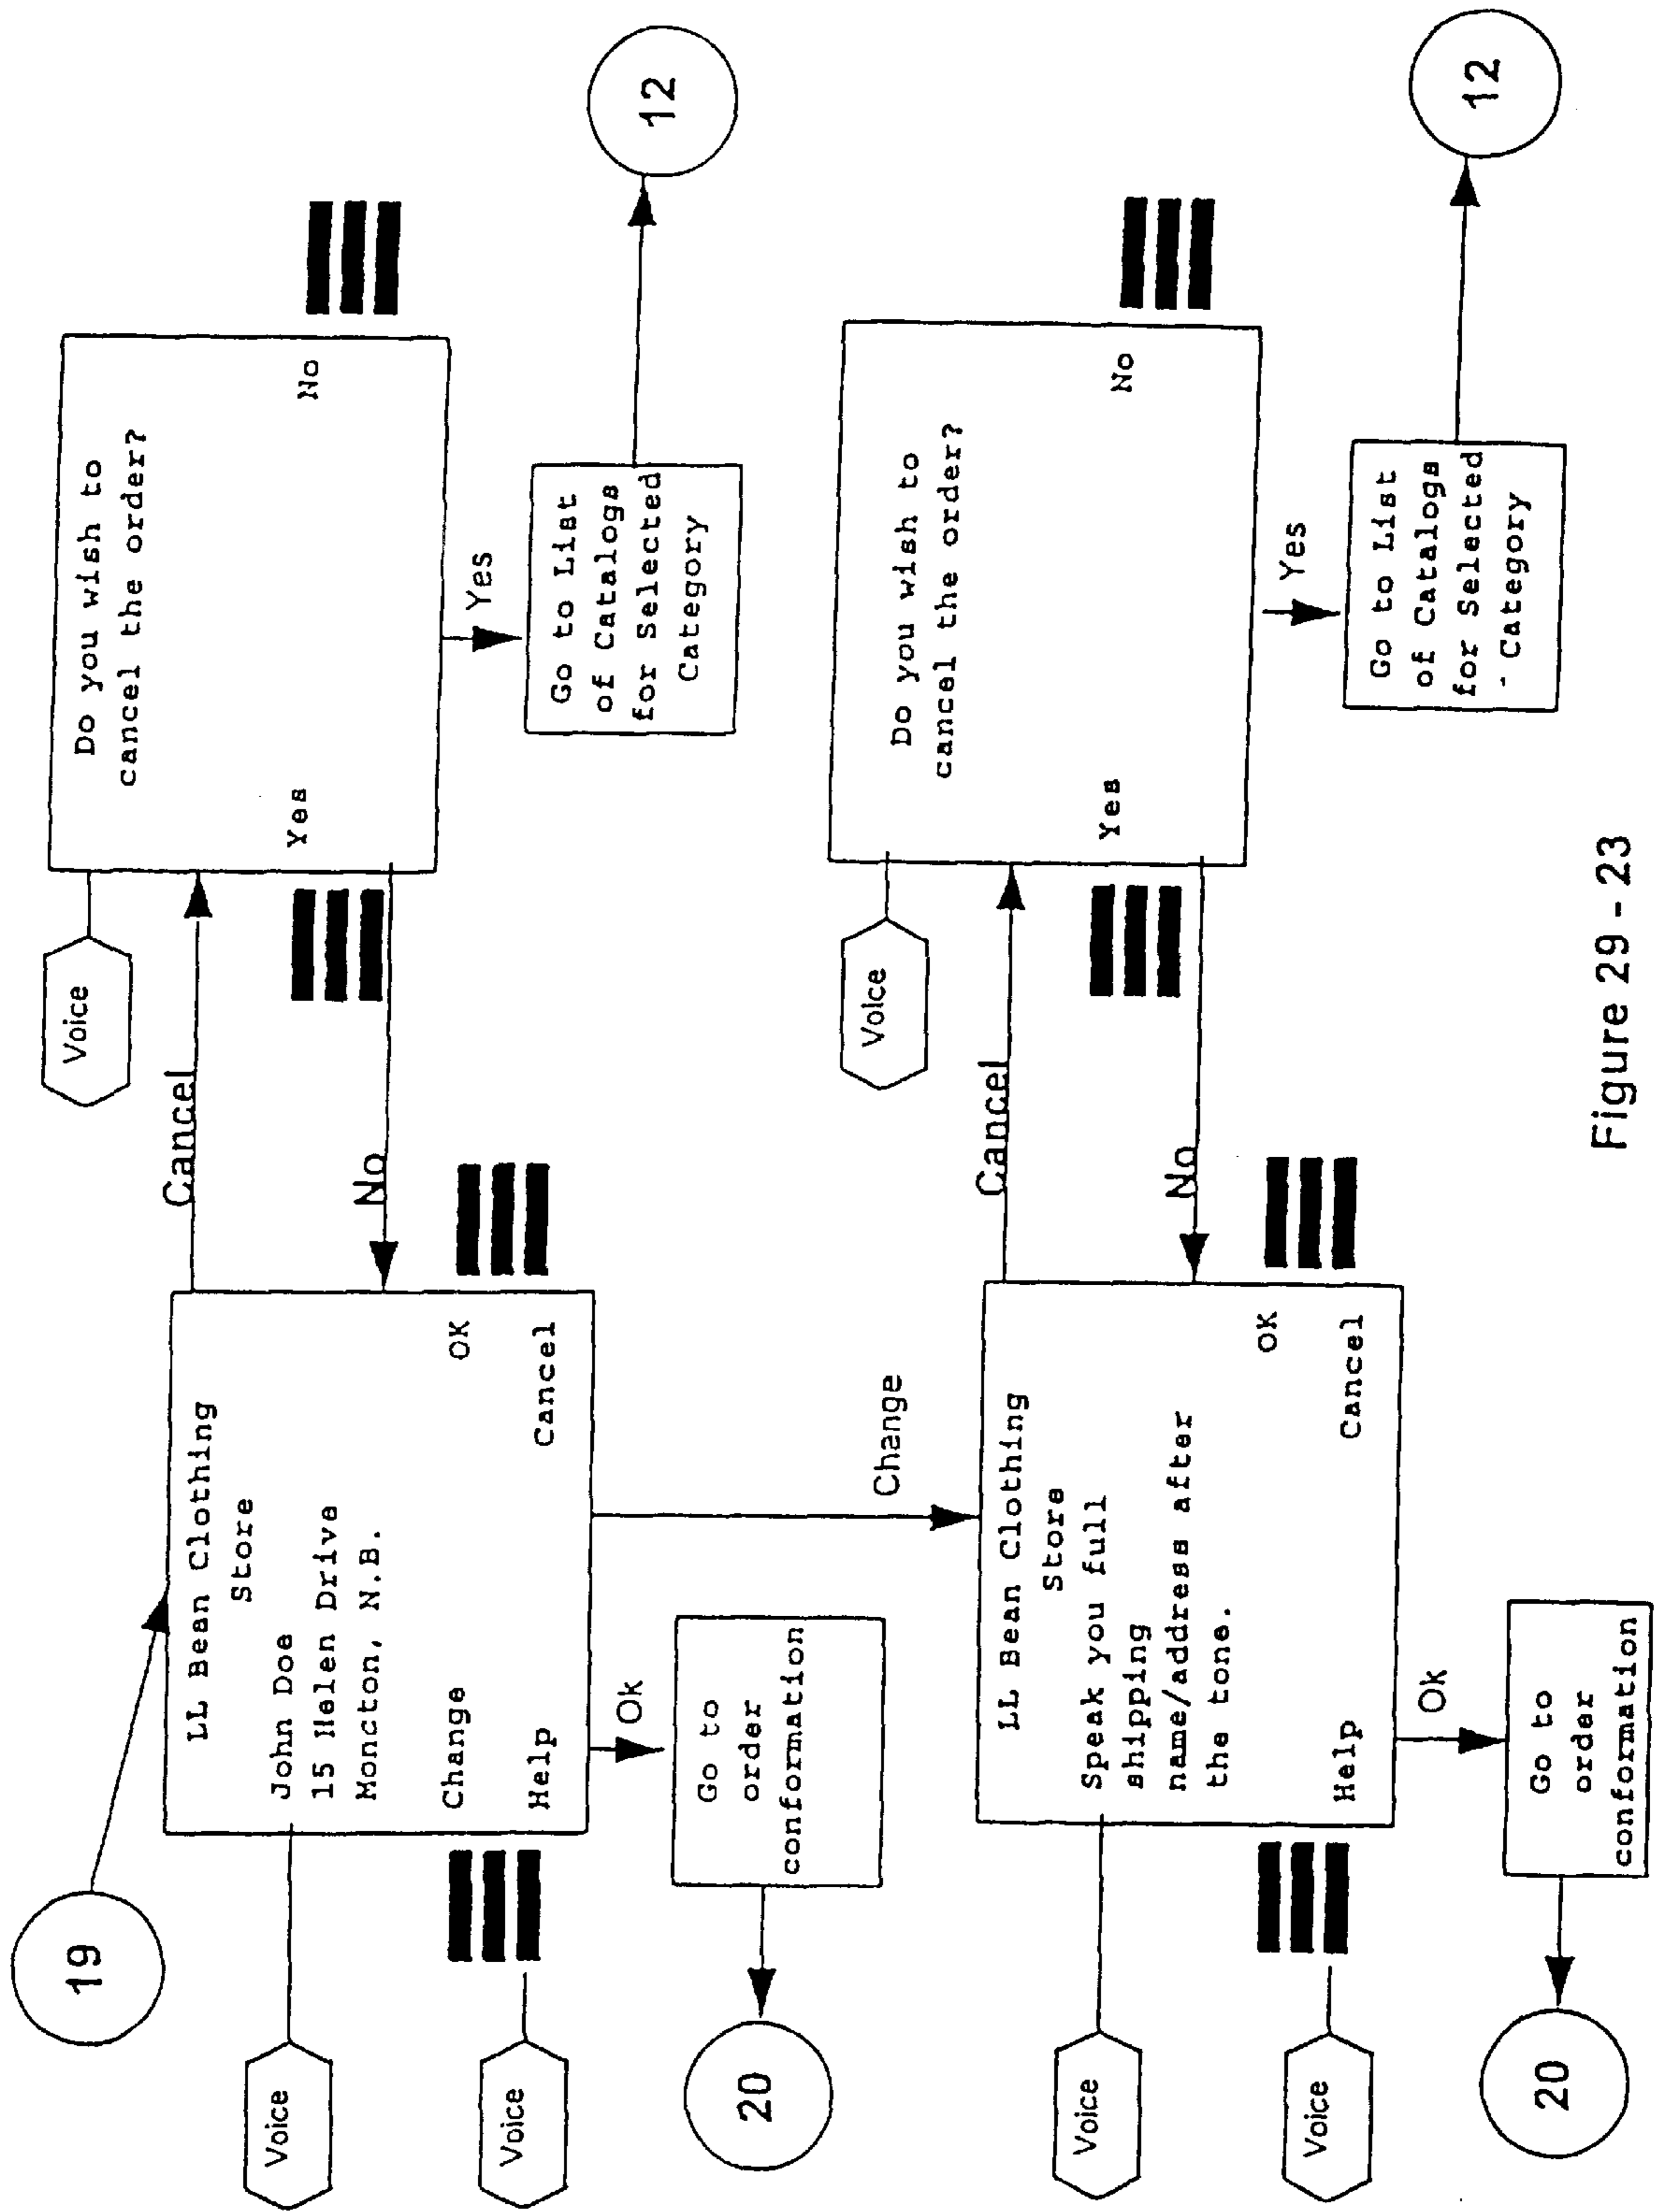 19
LL Bean Clothing
Store
John Doe
15 Helen Drive
Moncton, N.B.
Change
OK
Help
Cancel
Voice
Voice
Cancel
No
Voice
Do you wish to
cancel the order?
Yes
No
Yes
Go to List
of Catalogs
for Selected
Category
12
Ok
Go to
order
conformation
20
Change
LL Bean Clothing
Store
Speak you full
shipping
name/address after
the tone.
OK
Help
Cancel
Voice
Voice
Cancel
No
Voice
Do you wish to
cancel the order?
Yes
No
Yes
Go to List
of Catalogs
for Selected
Category
12
Ok
Go to
order
conformation
20
Figure 29 - 23